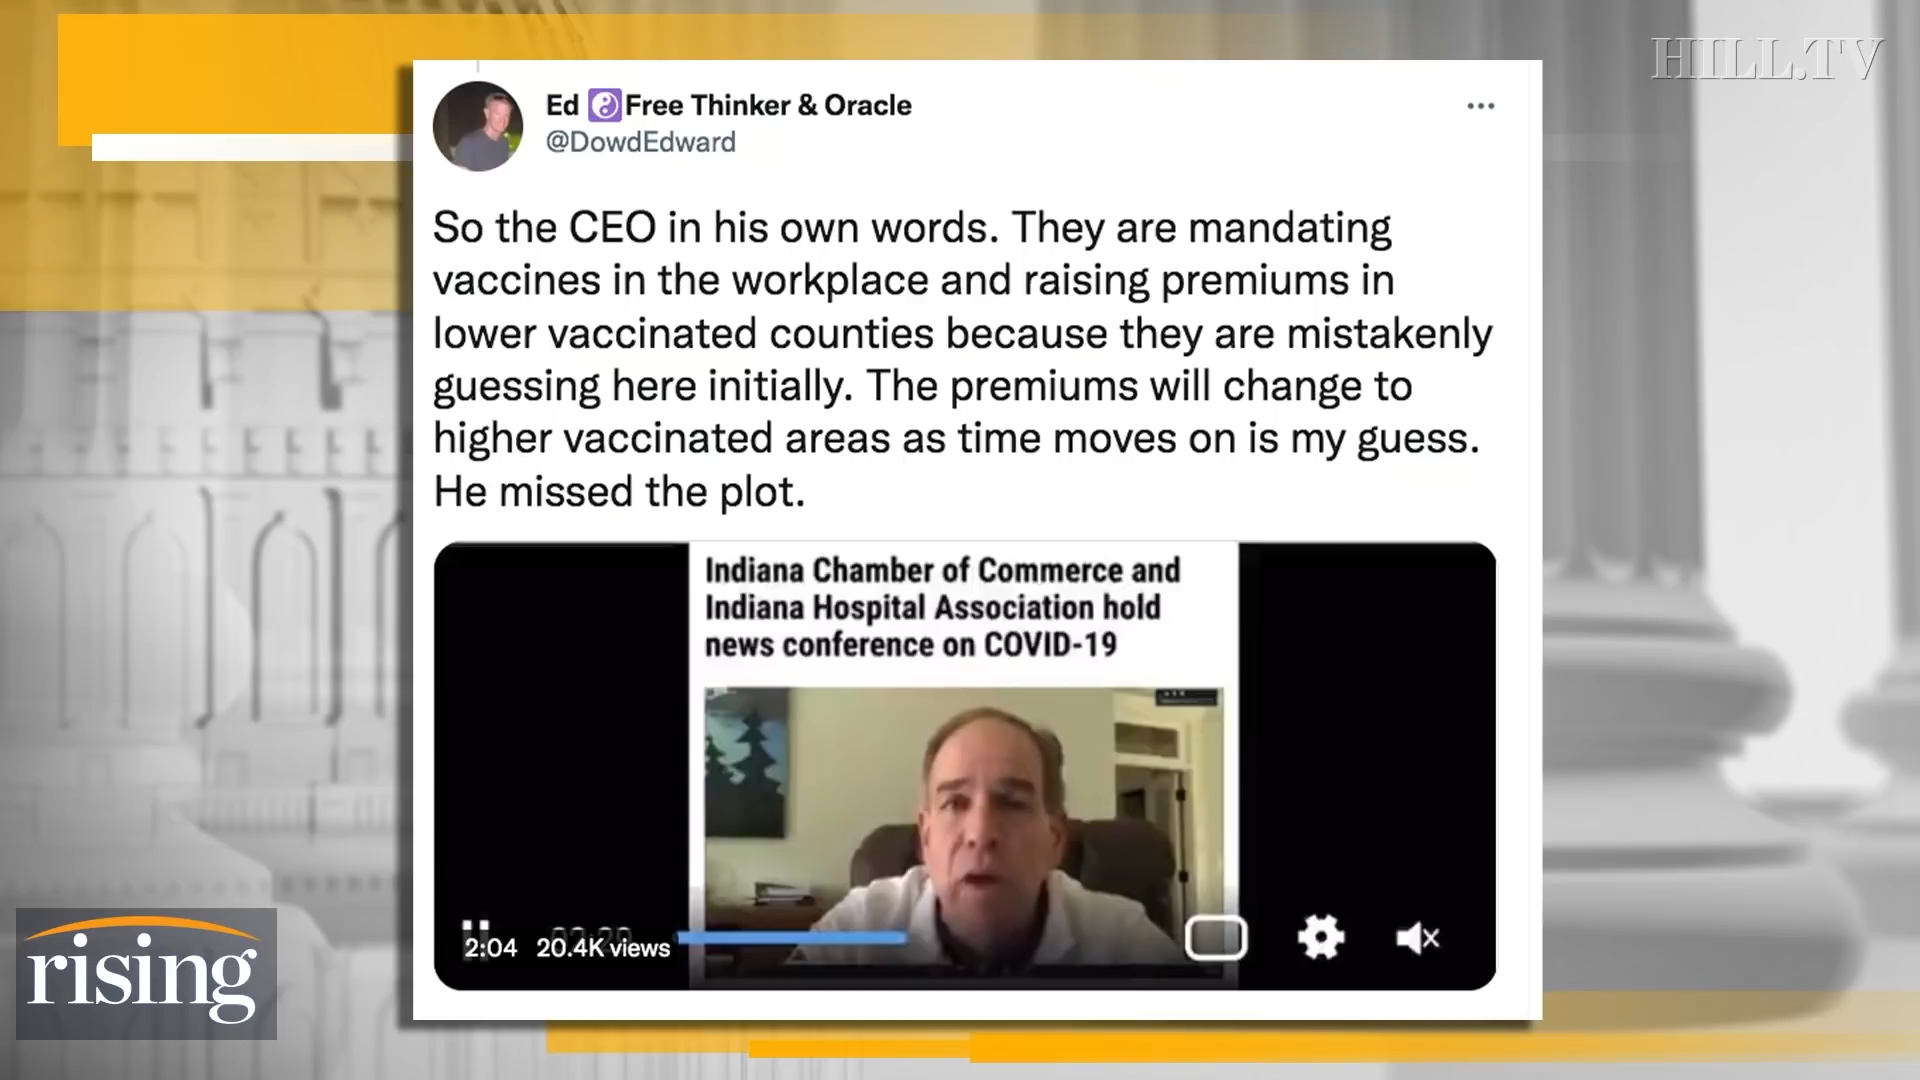 HILL.TV
Ed ☯️Free Thinker & Oracle
@DowdEdward
So the CEO in his own words. They are mandating
vaccines in the workplace and raising premiums in
lower vaccinated counties because they are mistakenly
guessing here initially. The premiums will change to
higher vaccinated areas as time moves on is my guess.
He missed the plot.
Indiana Chamber of Commerce and
Indiana Hospital Association hold
news conference on COVID-19
2:04 20.4K views
rising